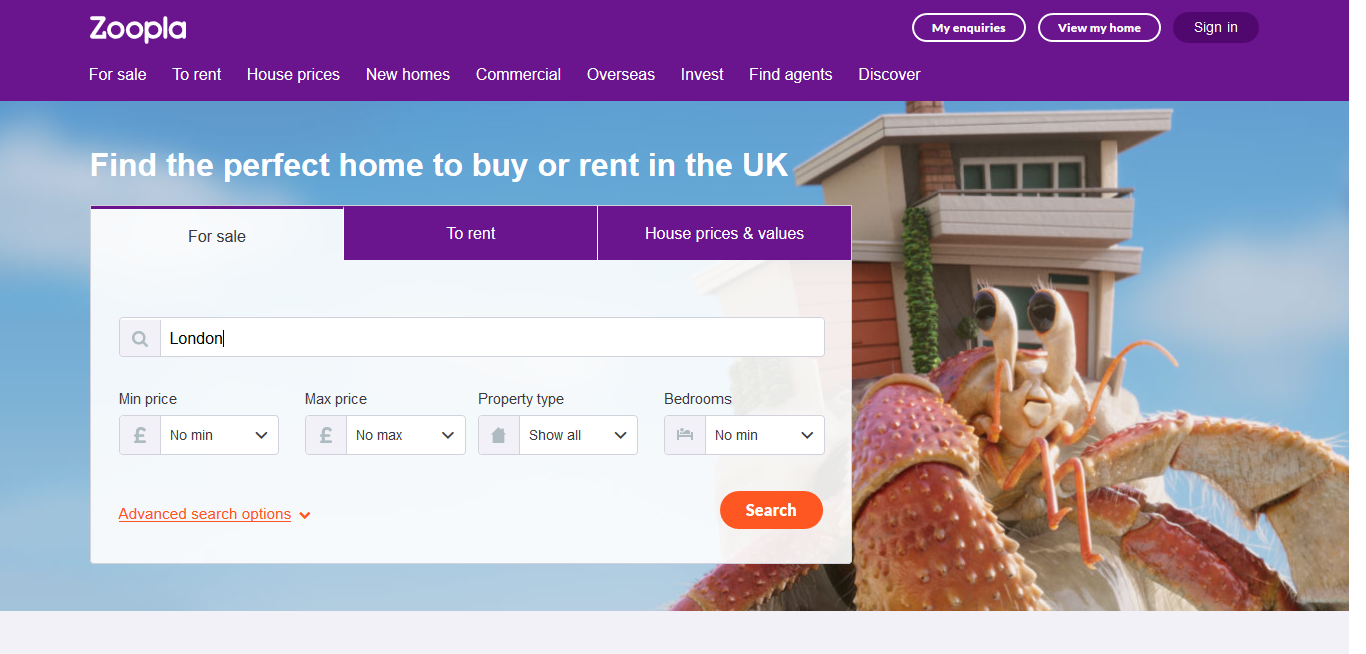 Zoopla
My enquiries View my home Sign in
For sale To rent House prices New homes Commercial Overseas Invest Find agents Discover
Find the perfect home to buy or rent in the UK
For sale To rent House prices & values
London
Min price Max price Property type Bedrooms
£ No min £ No max Show all No min
Advanced search options Search